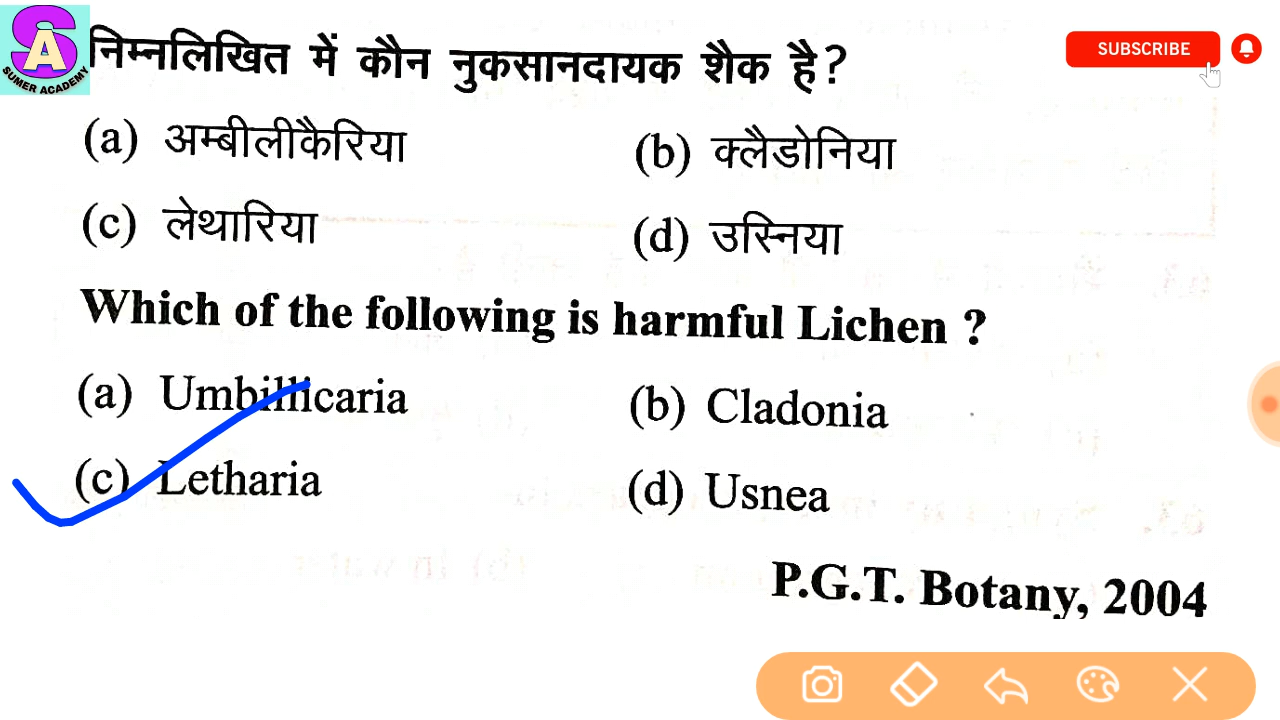 SA
SUMER ACADEMY
SUBSCRIBE
निम्नलिखित में कौन नुकसानदायक शैक है?
(a) अम्बीलीकैरिया (b) क्लैडोनिया
(c) लेथारिया (d) उस्निया
Which of the following is harmful Lichen ?
(a) Umbillicaria (b) Cladonia
(c) Letharia (d) Usnea
P.G.T. Botany, 2004